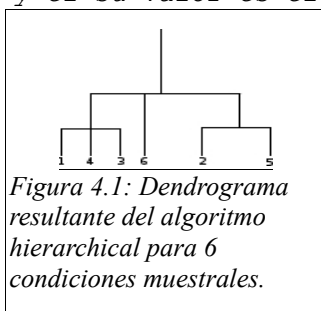 1 4 3 6 2 5
Figura 4.1: Dendrograma
resultante del algoritmo
hierarchical para 6
condiciones muestrales.